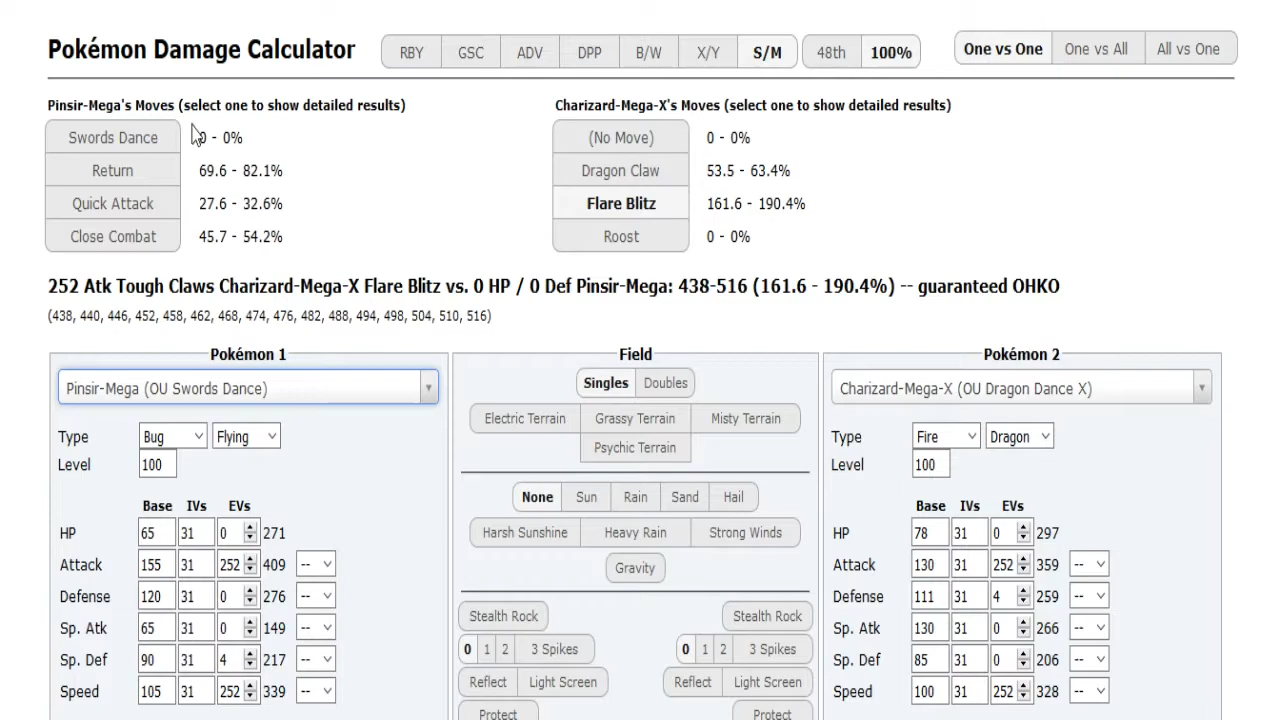 Pokémon Damage Calculator RBY GSC ADV DPP B/W X/Y S/M 48th 100% One vs One One vs All All vs One
Pinsir-Mega's Moves (select one to show detailed results) Charizard-Mega-X's Moves (select one to show detailed results)
Swords Dance 0 - 0% (No Move) 0 - 0%
Return 69.6 - 82.1% Dragon Claw 53.5 - 63.4%
Quick Attack 27.6 - 32.6% Flare Blitz 161.6 - 190.4%
Close Combat 45.7 - 54.2% Roost 0 - 0%
252 Atk Tough Claws Charizard-Mega-X Flare Blitz vs. 0 HP / 0 Def Pinsir-Mega: 438-516 (161.6 - 190.4%) -- guaranteed OHKO
(438, 440, 446, 452, 458, 462, 468, 474, 476, 482, 488, 494, 498, 504, 510, 516)
Pokémon 1 Field Pokémon 2
Pinsir-Mega (OU Swords Dance) Singles Doubles Charizard-Mega-X (OU Dragon Dance X)
Electric Terrain Grassy Terrain Misty Terrain
Type Bug Flying Psychic Terrain Type Fire Dragon
Level 100 Level 100
None Sun Rain Sand Hail
Base IVs EVs Base IVs EVs
HP 65 31 0 271 Harsh Sunshine Heavy Rain Strong Winds HP 78 31 0 297
Attack 155 31 252 409 -- Gravity Attack 130 31 252 359 --
Defense 120 31 0 276 -- Defense 111 31 4 259 --
Stealth Rock Stealth Rock
Sp. Atk 65 31 0 149 -- Sp. Atk 130 31 0 266 --
0 1 2 3 Spikes 0 1 2 3 Spikes
Sp. Def 90 31 4 217 -- Sp. Def 85 31 0 206 --
Reflect Light Screen Reflect Light Screen
Speed 105 31 252 339 -- Speed 100 31 252 328 --
Protect Protect